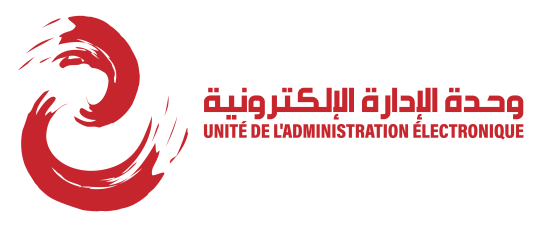 وحدة الإدارة الإلكترونية
UNITÉ DE L'ADMINISTRATION ÉLECTRONIQUE